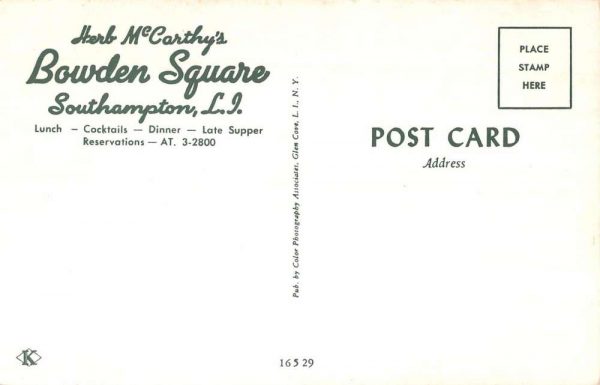 Herb McCarthy's
Bowden Square
Southampton, L.I.
Lunch — Cocktails — Dinner — Late Supper
Reservations — AT. 3-2800
Pub. by Color Photography Associates, Glen Cove, L. I., N. Y.
PLACE
STAMP
HERE
POST CARD
Address
K
16529